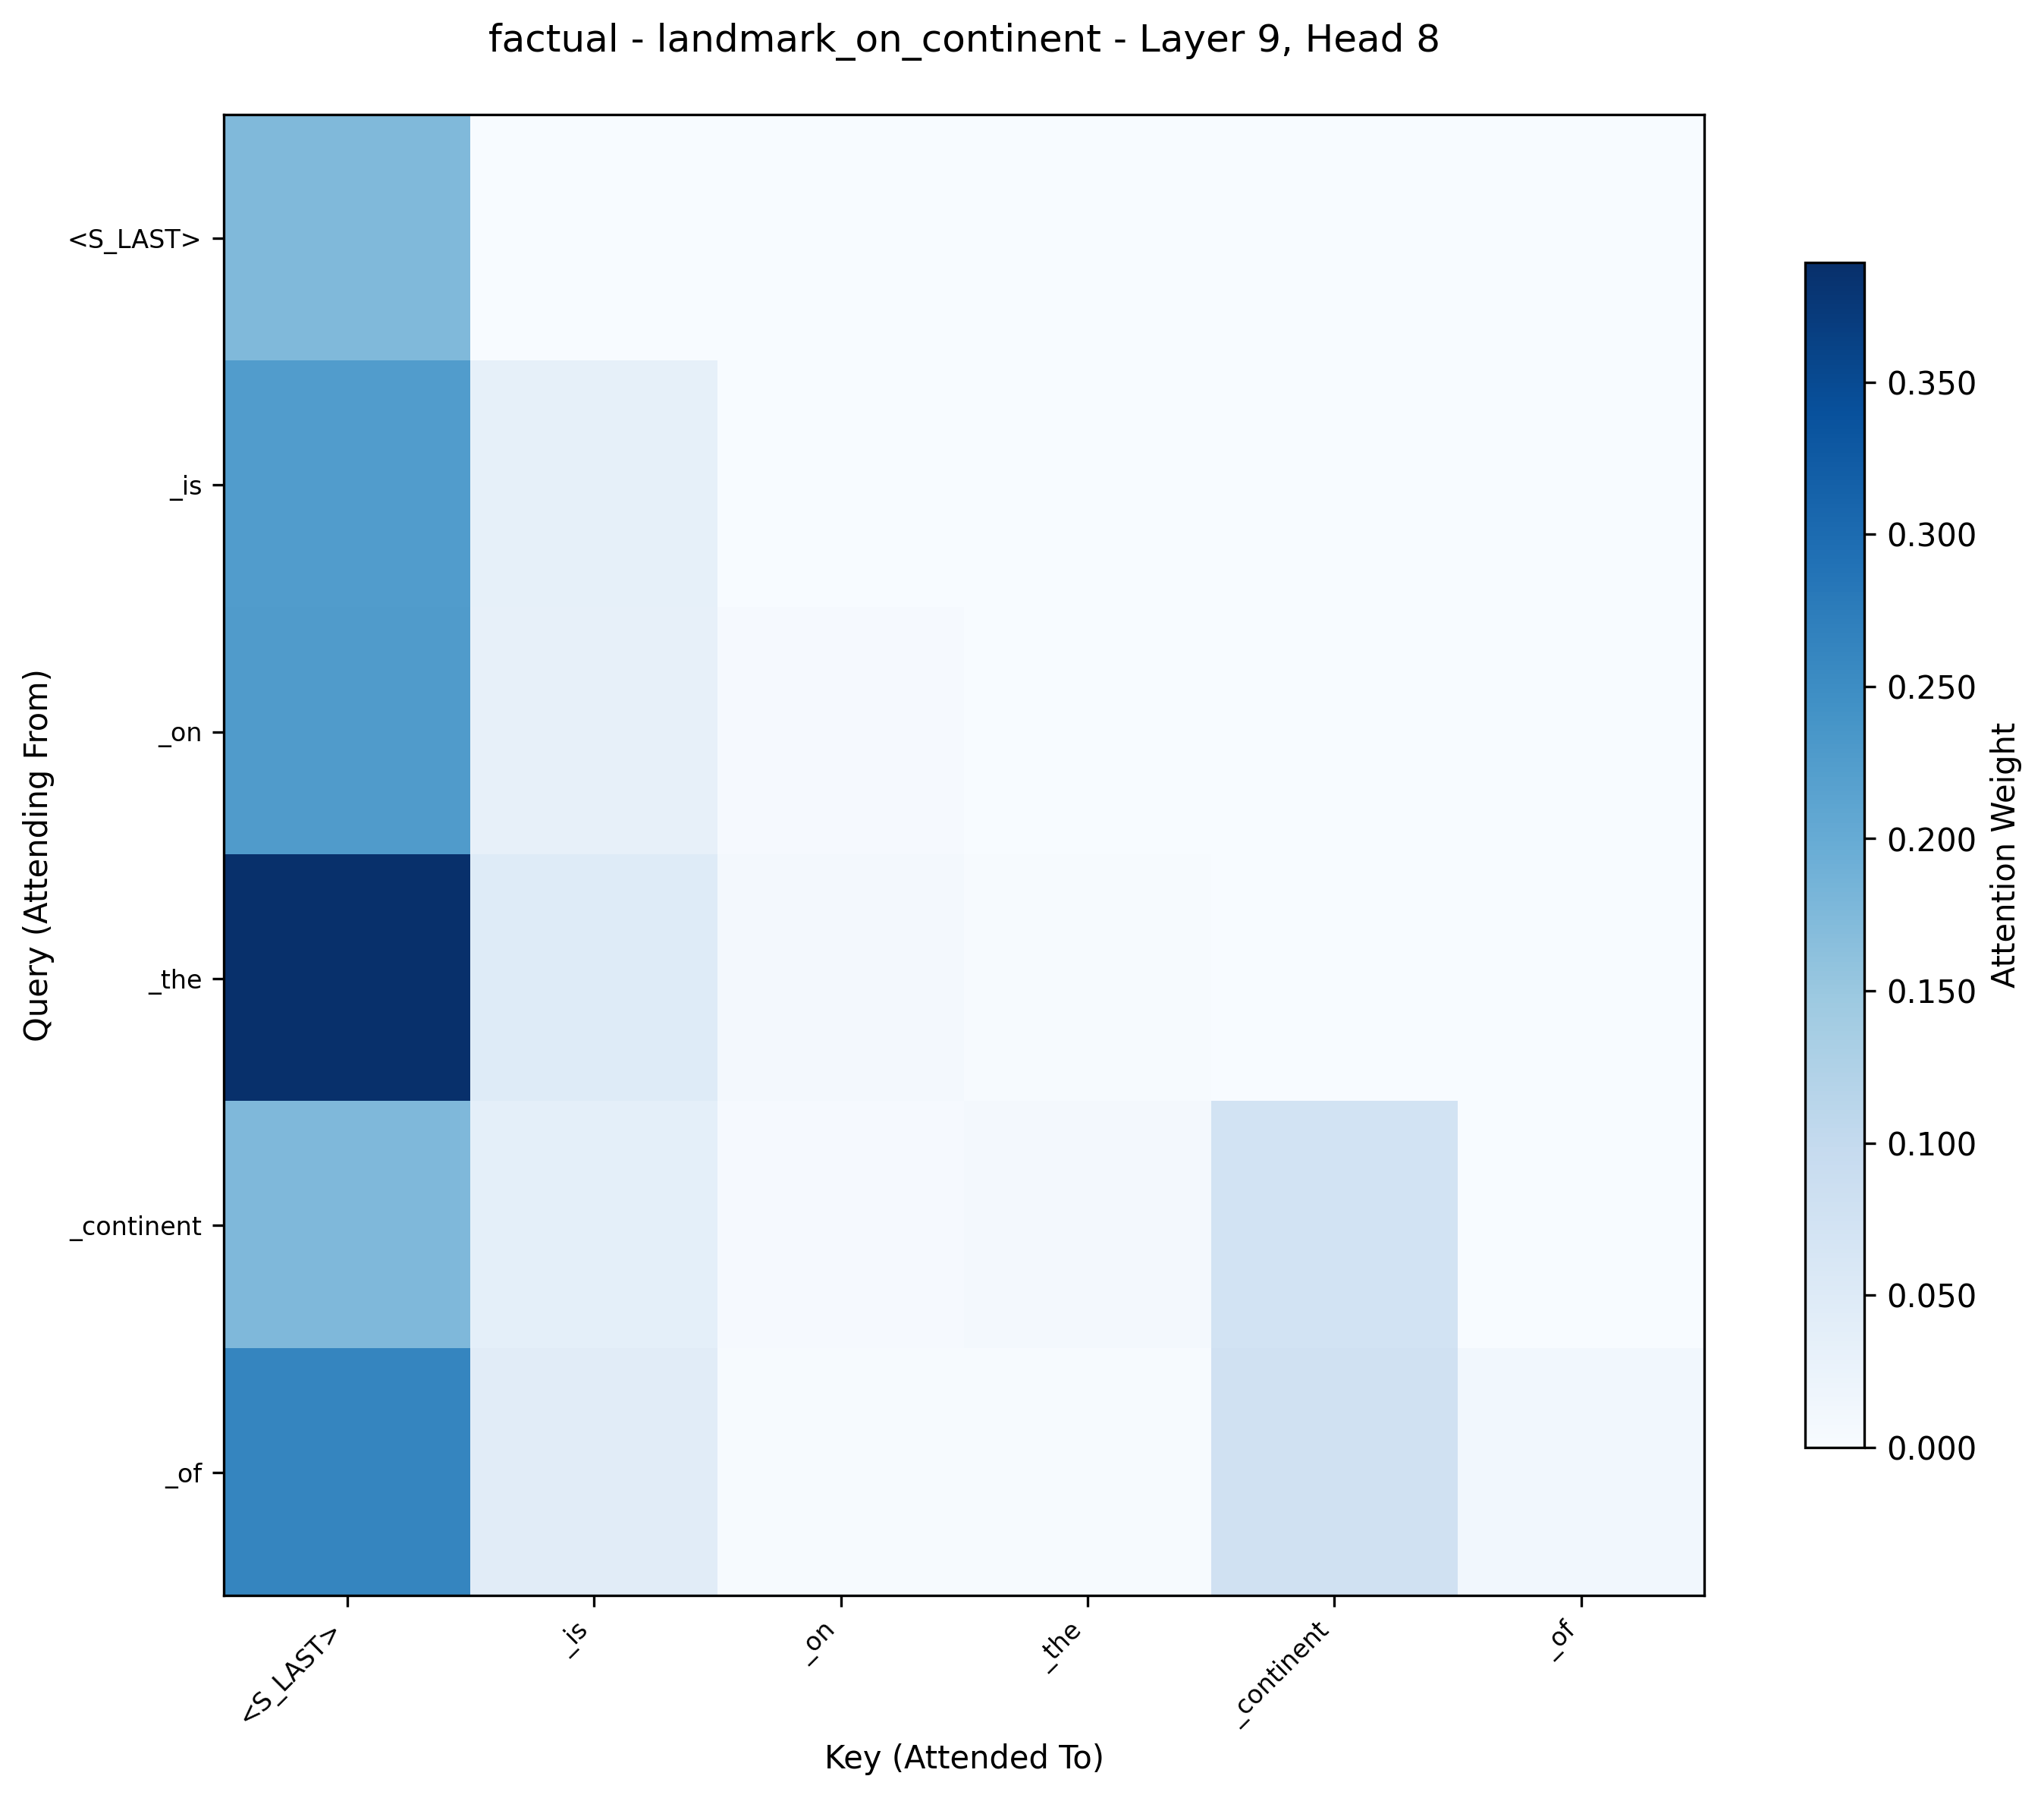 factual - landmark_on_continent - Layer 9, Head 8
Query (Attending From)
<S_LAST>
_is
_on
_the
_continent
_of
<S_LAST>
_is
_on
_the
_continent
_of
Key (Attended To)
0.350
0.300
0.250
0.200
0.150
0.100
0.050
0.000
Attention Weight